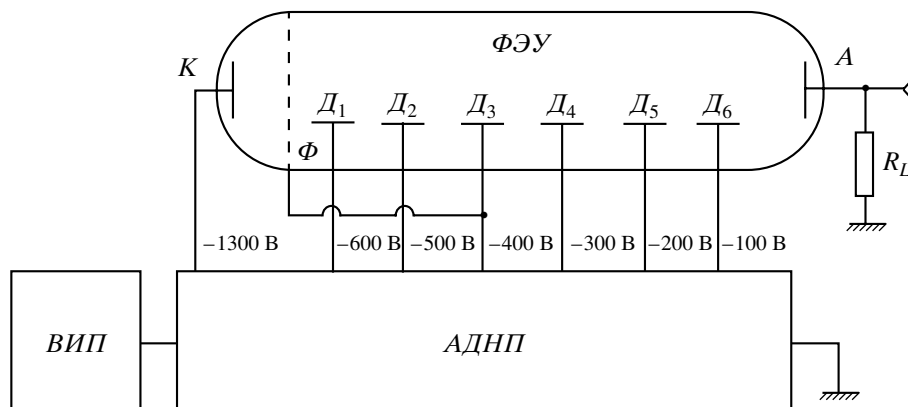 ФЭУ
К
А
Д1 Д2 Д3 Д4 Д5 Д6
Ф
RL
–1300 В –600 В –500 В –400 В –300 В –200 В –100 В
ВИП
АДНП